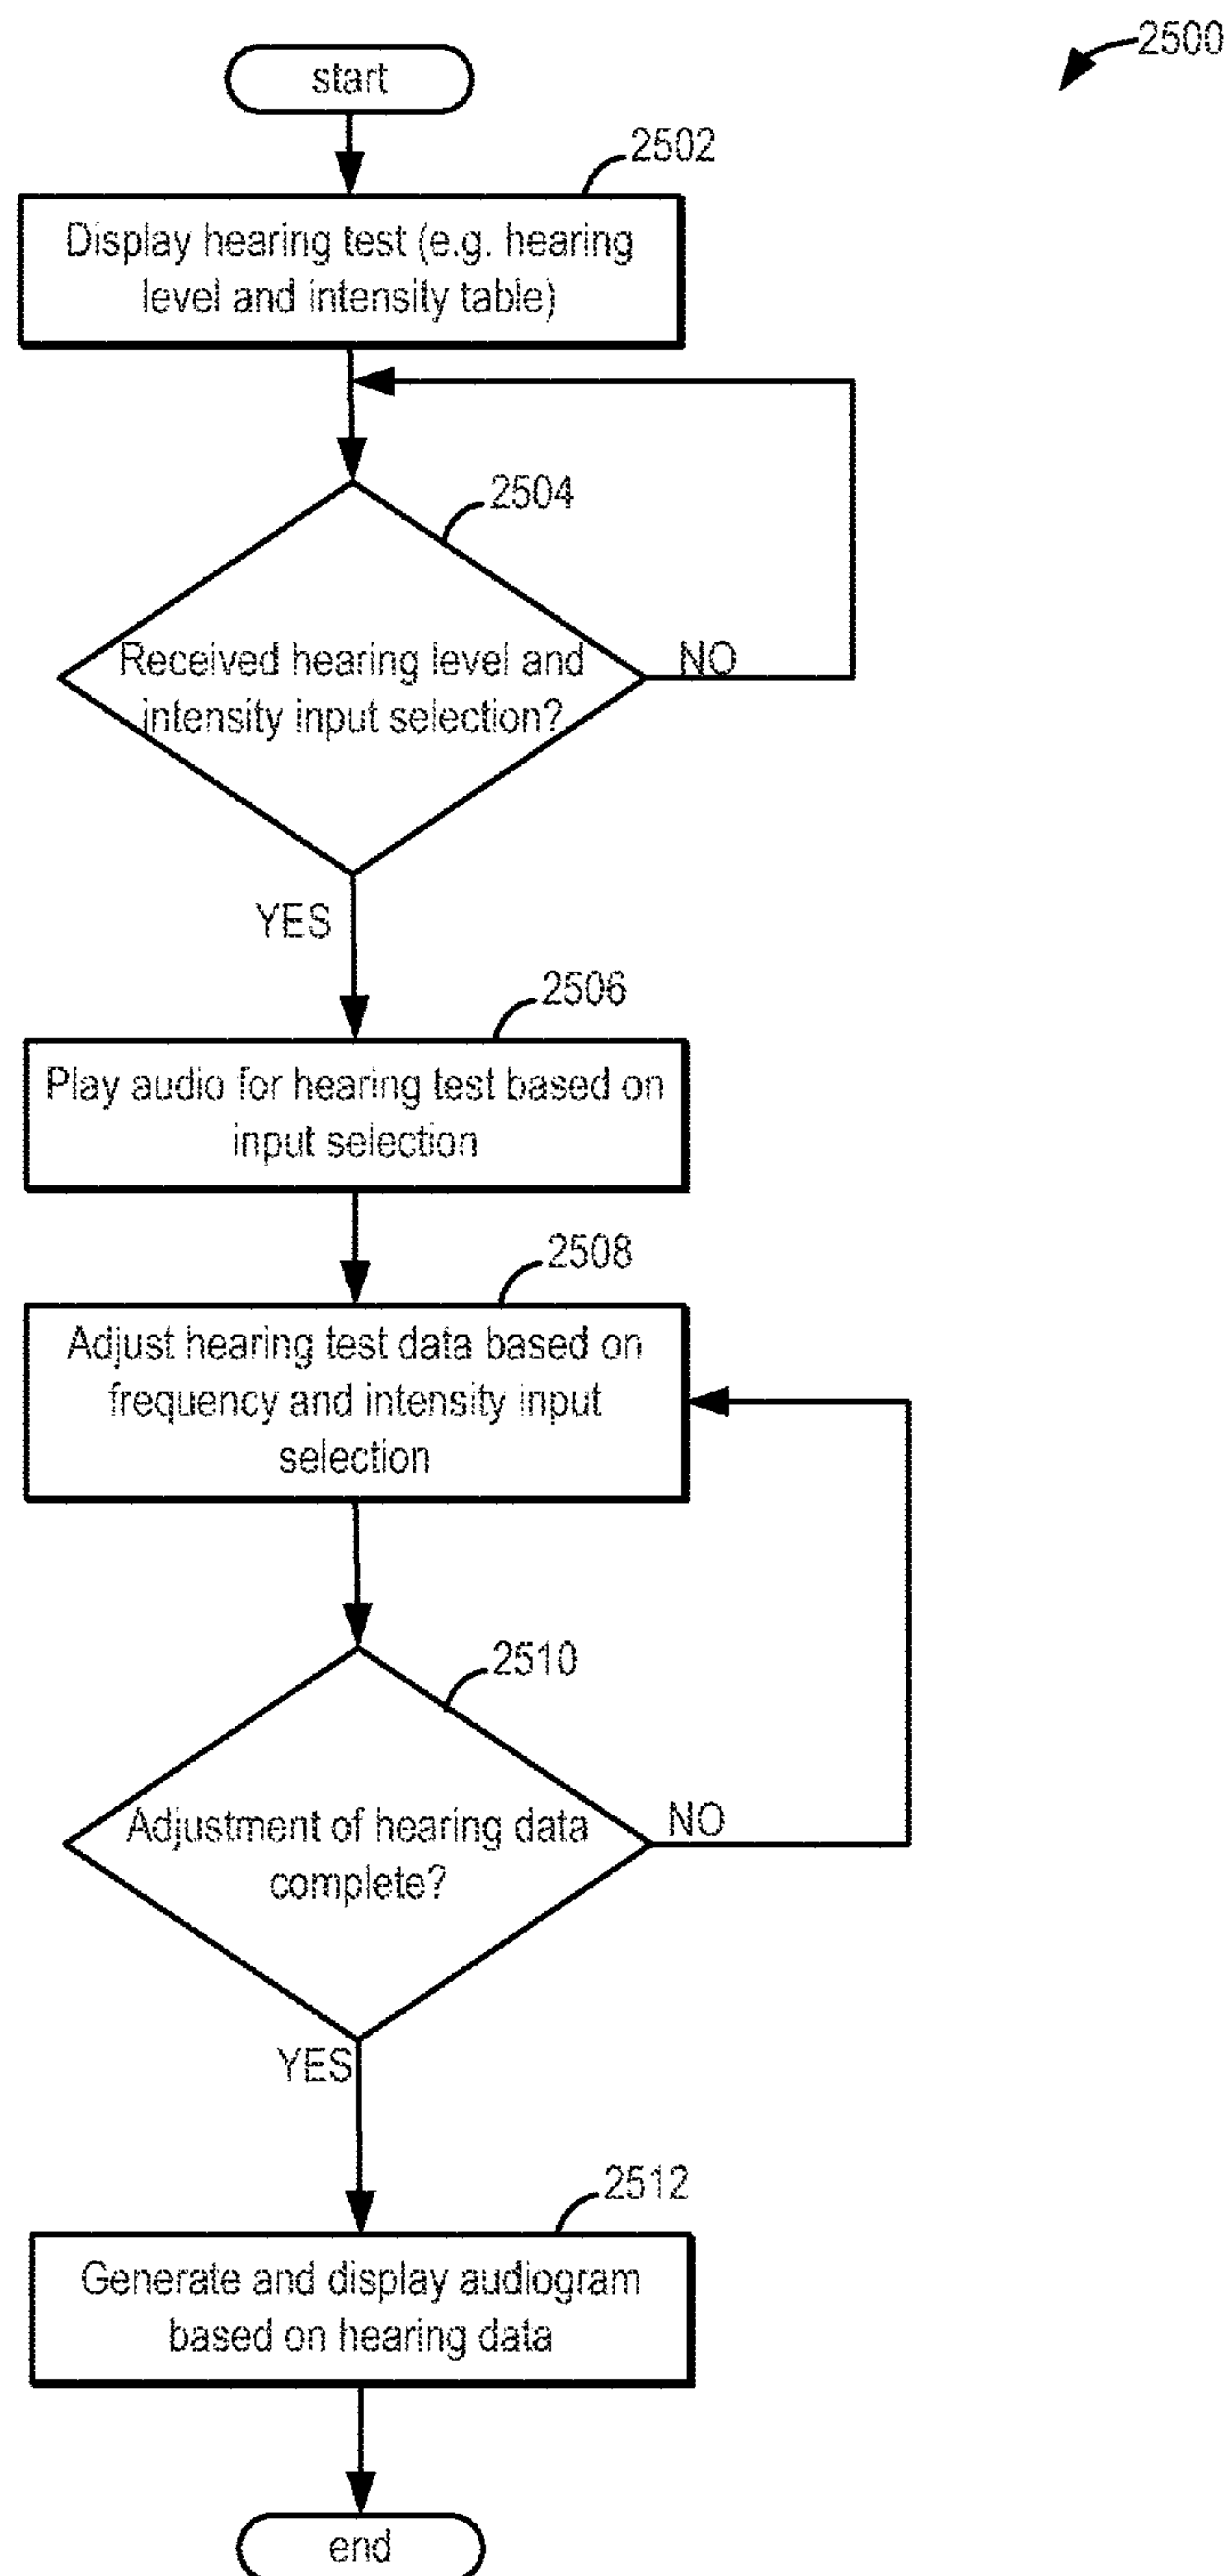 2500
start
2502
Display hearing test (e.g. hearing
level and intensity table)
2504
Received hearing level and
intensity input selection?
NO
YES
2506
Play audio for hearing test based on
input selection
2508
Adjust hearing test data based on
frequency and intensity input
selection
2510
Adjustment of hearing data
complete?
NO
YES
2512
Generate and display audiogram
based on hearing data
end